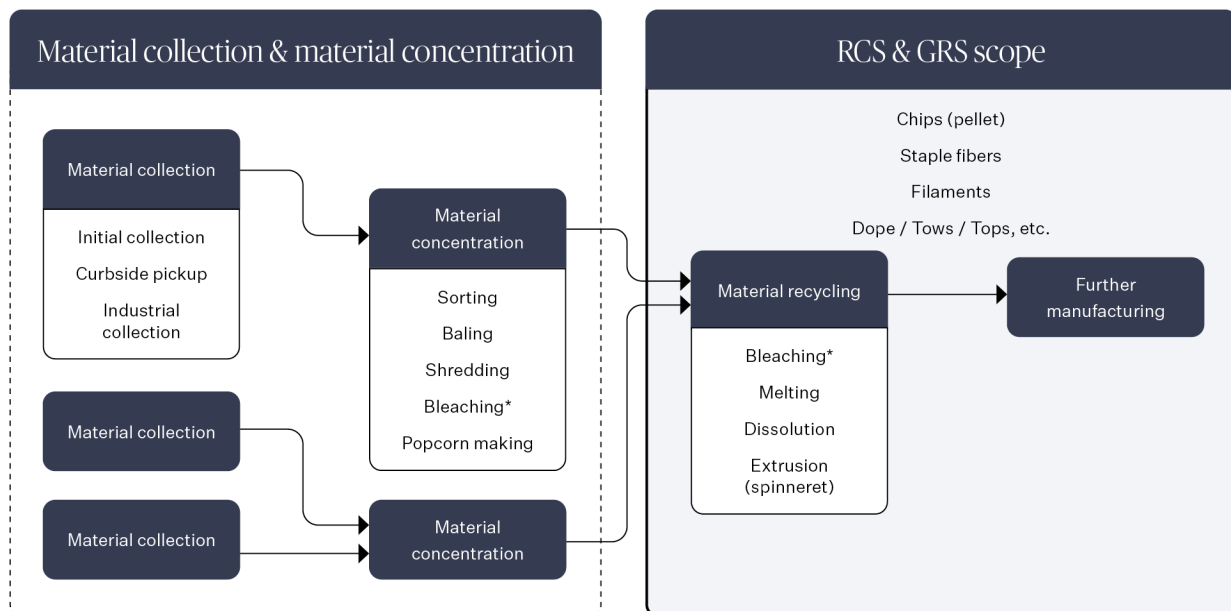 Material collection & material concentration
Material collection
Initial collection
Curbside pickup
Industrial
collection
Material collection
Material collection
Material
concentration
Sorting
Baling
Shredding
Bleaching*
Popcorn making
Material
concentration
RCS & GRS scope
Chips (pellet)
Staple fibers
Filaments
Dope / Tows / Tops, etc.
Material recycling
Bleaching*
Melting
Dissolution
Extrusion
(spinneret)
Further
manufacturing